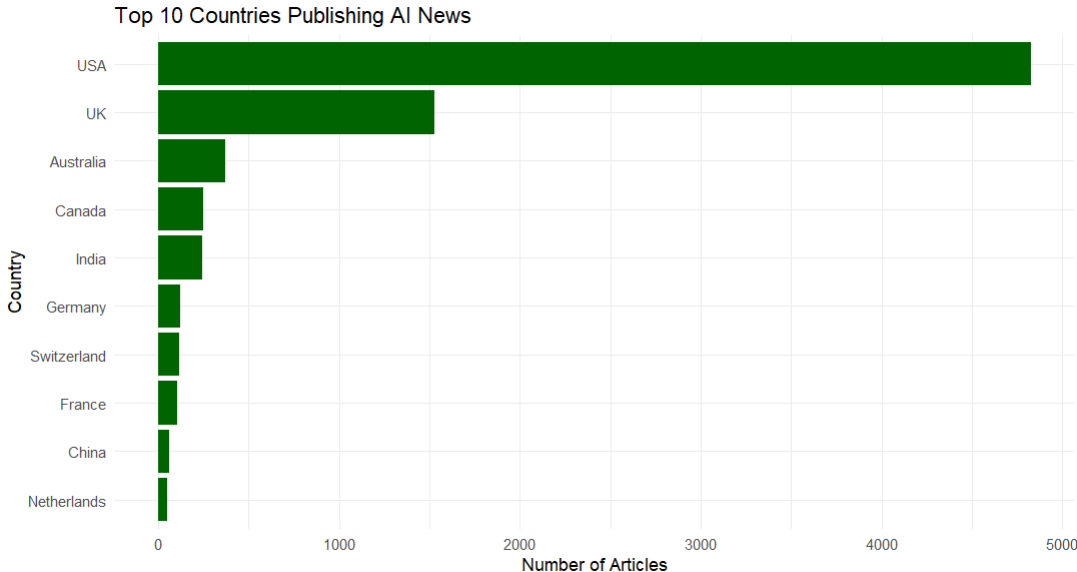 Top 10 Countries Publishing AI News
Country
USA
UK
Australia
Canada
India
Germany
Switzerland
France
China
Netherlands
0 1000 2000 3000 4000 5000
Number of Articles